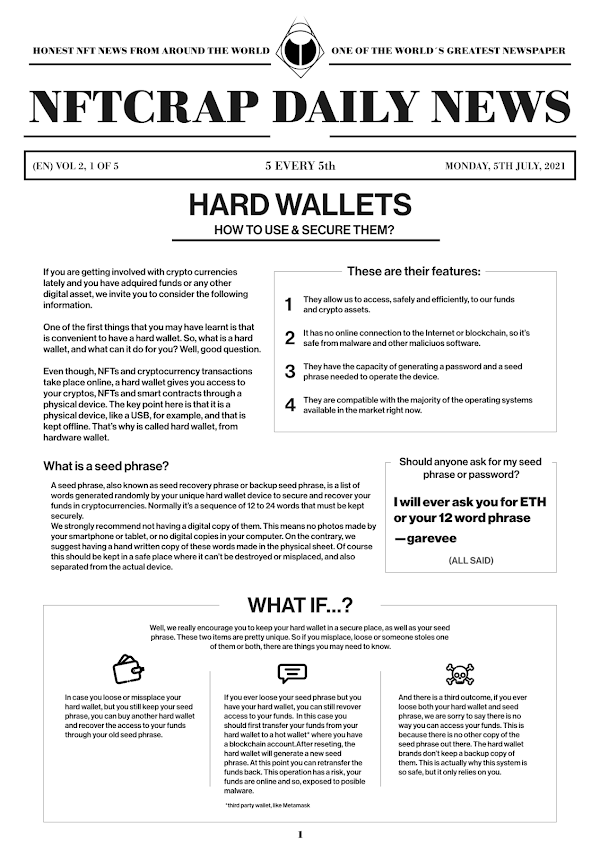 HONEST NFT NEWS FROM AROUND THE WORLD
ONE OF THE WORLD´S GREATEST NEWSPAPER
NFTCRAP DAILY NEWS
(EN) VOL 2, 1 OF 5
5 EVERY 5th
MONDAY, 5TH JULY, 2021
HARD WALLETS
HOW TO USE & SECURE THEM?
If you are getting involved with crypto currencies
lately and you have adquired funds or any other
digital asset, we invite you to consider the following
information.
One of the first things that you may have learnt is that
is convenient to have a hard wallet. So, what is a hard
wallet, and what can it do for you? Well, good question.
Even though, NFTs and cryptocurrency transactions
take place online, a hard wallet gives you access to
your cryptos, NFTs and smart contracts through a
physical device. The key point here is that it is a
physical device, like a USB, for example, and that is
kept offline. That's why is called hard wallet, from
hardware wallet.
These are their features:
1 They allow us to access, safely and efficiently, to our funds
and crypto assets.
2 It has no online connection to the Internet or blockchain, so it's
safe from malware and other maliciuos software.
3 They have the capacity of generating a password and a seed
phrase needed to operate the device.
4 They are compatible with the majority of the operating systems
available in the market right now.
What is a seed phrase?
A seed phrase, also known as seed recovery phrase or backup seed phrase, is a list of
words generated randomly by your unique hard wallet device to secure and recover your
funds in cryptocurrencies. Normally it's a sequence of 12 to 24 words that must be kept
securely.
We strongly recommend not having a digital copy of them. This means no photos made by
your smartphone or tablet, or no digital copies in your computer. On the contrary, we
suggest having a hand written copy of these words made in the physical sheet. Of course
this should be kept in a safe place where it can't be destroyed or misplaced, and also
separated from the actual device.
Should anyone ask for my seed
phrase or password?
I will ever ask you for ETH
or your 12 word phrase
—garevee
(ALL SAID)
WHAT IF...?
Well, we really encourage you to keep your hard wallet in a secure place, as well as your seed
phrase. These two items are pretty unique. So if you misplace, loose or someone stoles one
of them or both, there are things you may need to know.
In case you loose or missplace your
hard wallet, but you still keep your seed
phrase, you can buy another hard wallet
and recover the access to your funds
through your old seed phrase.
If you ever loose your seed phrase but you
have your hard wallet, you can still revover
access to your funds. In this case you
should first transfer your funds from your
hard wallet to a hot wallet* where you have
a blockchain account.After reseting, the
hard wallet will generate a new seed
phrase. At this point you can retransfer the
funds back. This operation has a risk, your
funds are online and so, exposed to posible
malware.
*third party wallet, like Metamask
And there is a third outcome, if you ever
loose both your hard wallet and seed
phrase, we are sorry to say there is no
way you can access your funds. This is
because there is no other copy of the
seed phrase out there. The hard wallet
brands don't keep a backup copy of
them. This is actually why this system is
so safe, but it only relies on you.
1